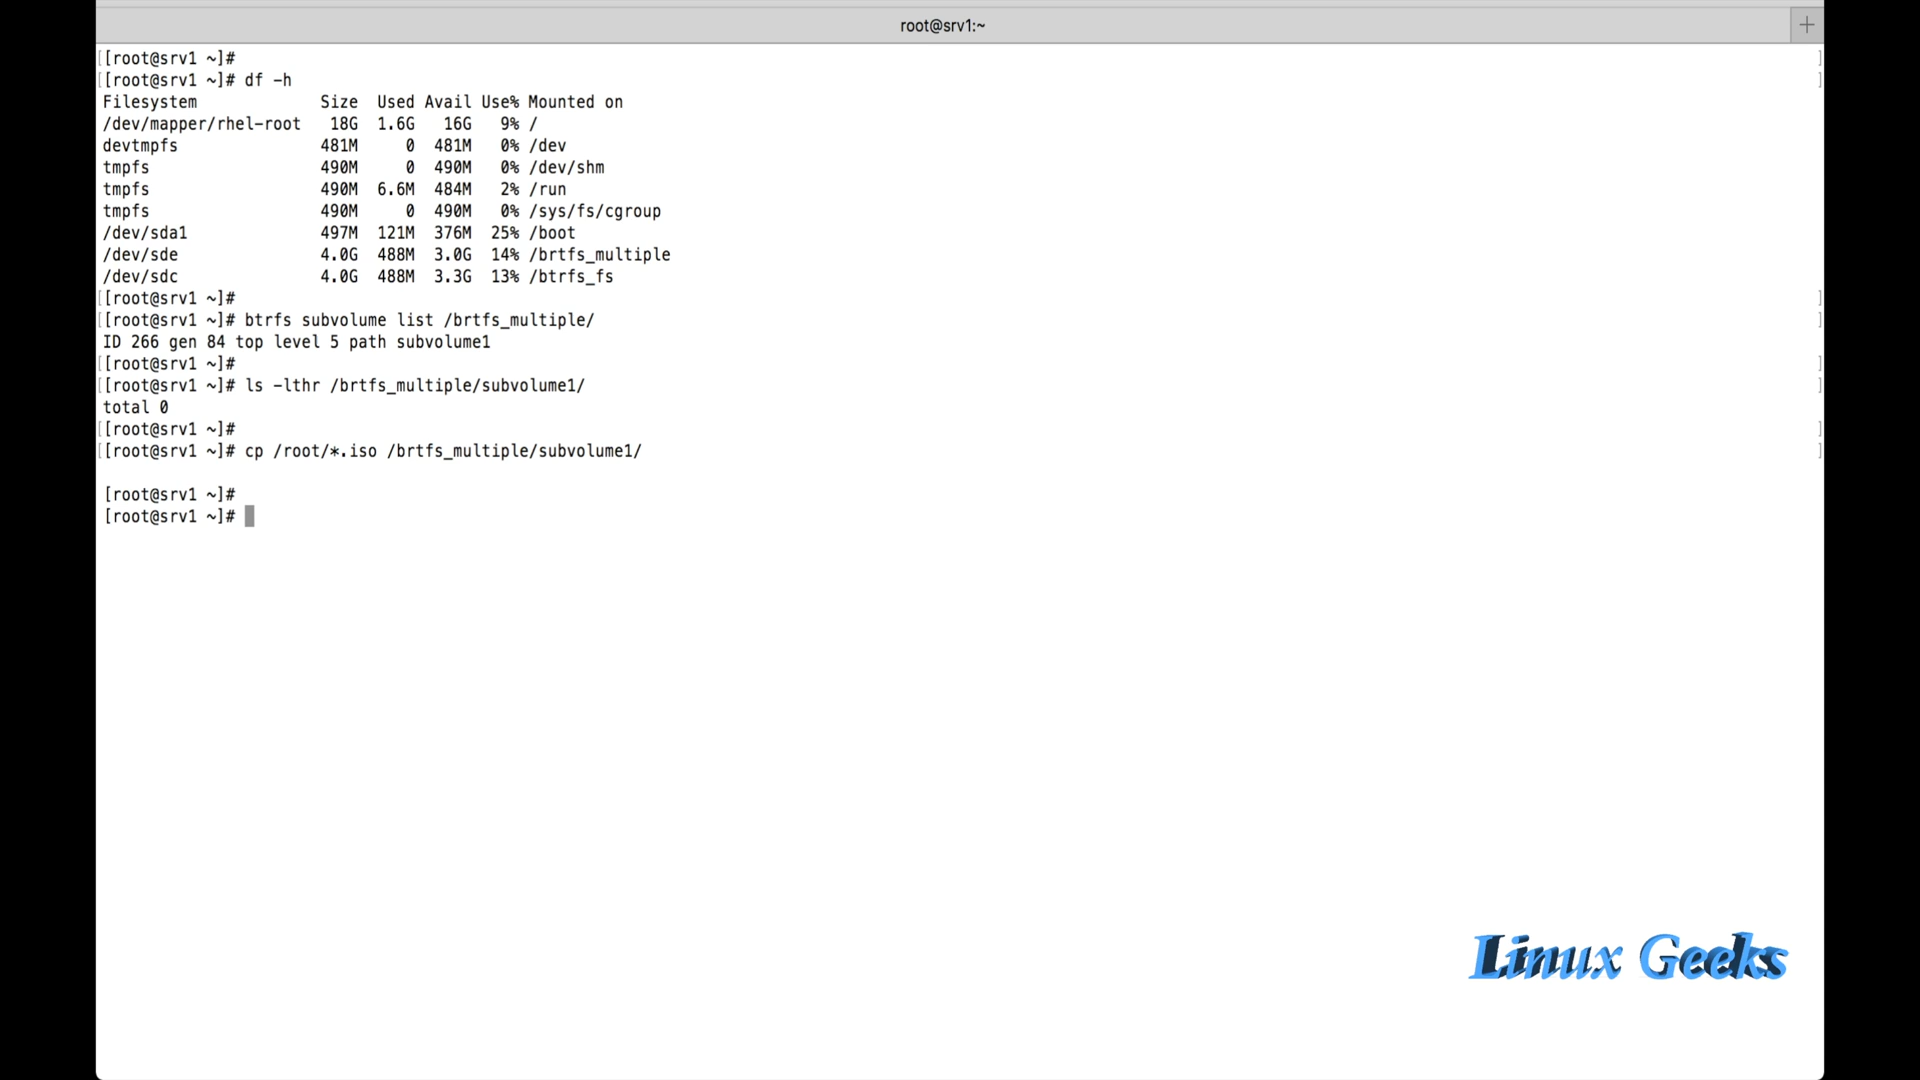 root@srv1:~
[[root@srv1 ~]# ]
[[root@srv1 ~]# df -h ]
Filesystem             Size  Used Avail Use% Mounted on
/dev/mapper/rhel-root   18G  1.6G   16G   9% /
devtmpfs               481M     0  481M   0% /dev
tmpfs                  490M     0  490M   0% /dev/shm
tmpfs                  490M  6.6M  484M   2% /run
tmpfs                  490M     0  490M   0% /sys/fs/cgroup
/dev/sda1              497M  121M  376M  25% /boot
/dev/sde               4.0G  488M  3.0G  14% /brtfs_multiple
/dev/sdc               4.0G  488M  3.3G  13% /btrfs_fs
[[root@srv1 ~]# ]
[[root@srv1 ~]# btrfs subvolume list /brtfs_multiple/ ]
ID 266 gen 84 top level 5 path subvolume1
[[root@srv1 ~]# ]
[[root@srv1 ~]# ls -lthr /brtfs_multiple/subvolume1/ ]
total 0
[[root@srv1 ~]# ]
[[root@srv1 ~]# cp /root/*.iso /brtfs_multiple/subvolume1/ ]
[root@srv1 ~]#
[root@srv1 ~]#
Linux Geeks